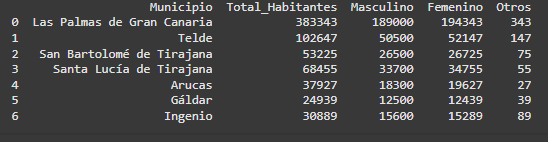 Municipio Total_Habitantes Masculino Femenino Otros
0 Las Palmas de Gran Canaria 383343 189000 194343 343
1 Telde 102647 50500 52147 147
2 San Bartolomé de Tirajana 53225 26500 26725 75
3 Santa Lucía de Tirajana 68455 33700 34755 55
4 Arucas 37927 18300 19627 27
5 Gáldar 24939 12500 12439 39
6 Ingenio 30889 15600 15289 89